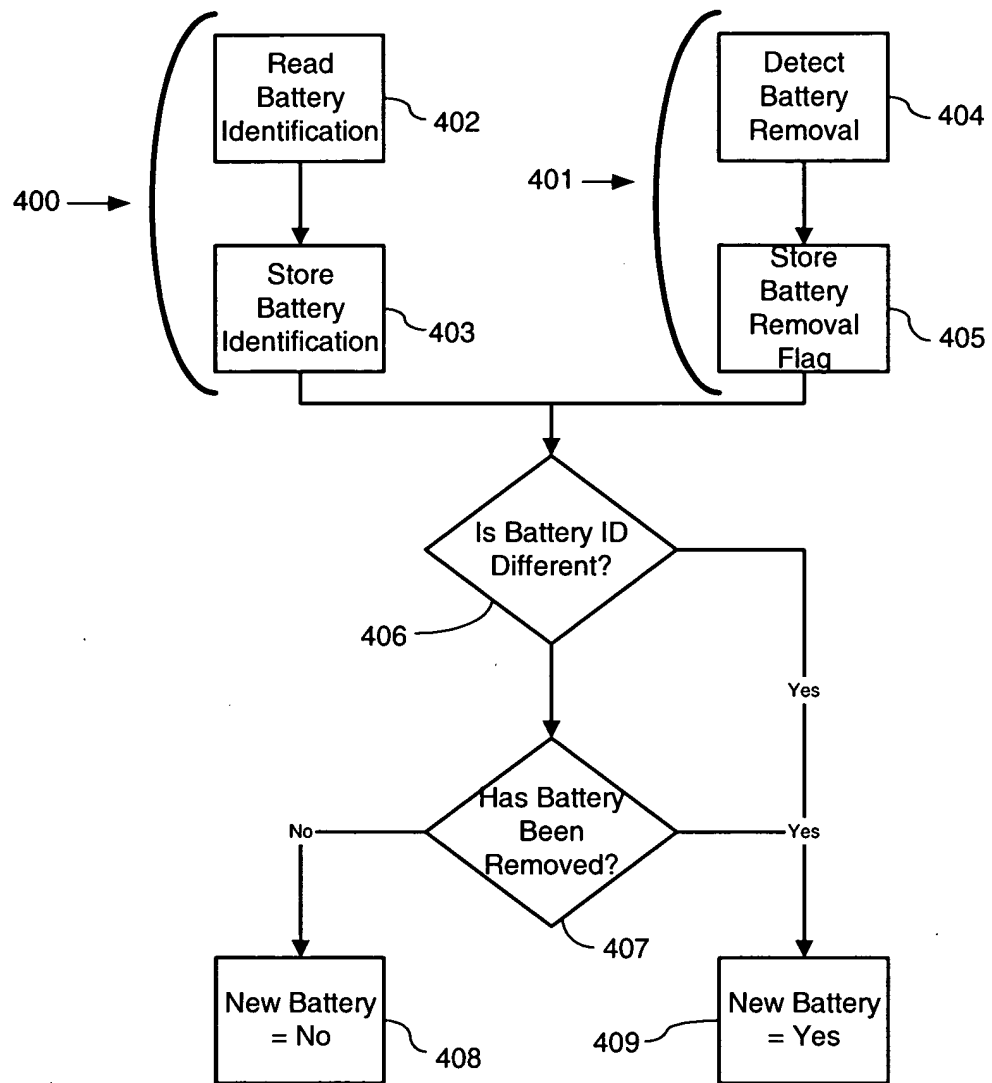 Read
Battery
Identification
402
Detect
Battery
Removal
404
400
401
Store
Battery
Identification
403
Store
Battery
Removal
Flag
405
Is Battery ID
Different?
406
Yes
Has Battery
Been
Removed?
No
Yes
407
New Battery
= No
408
New Battery
= Yes
409